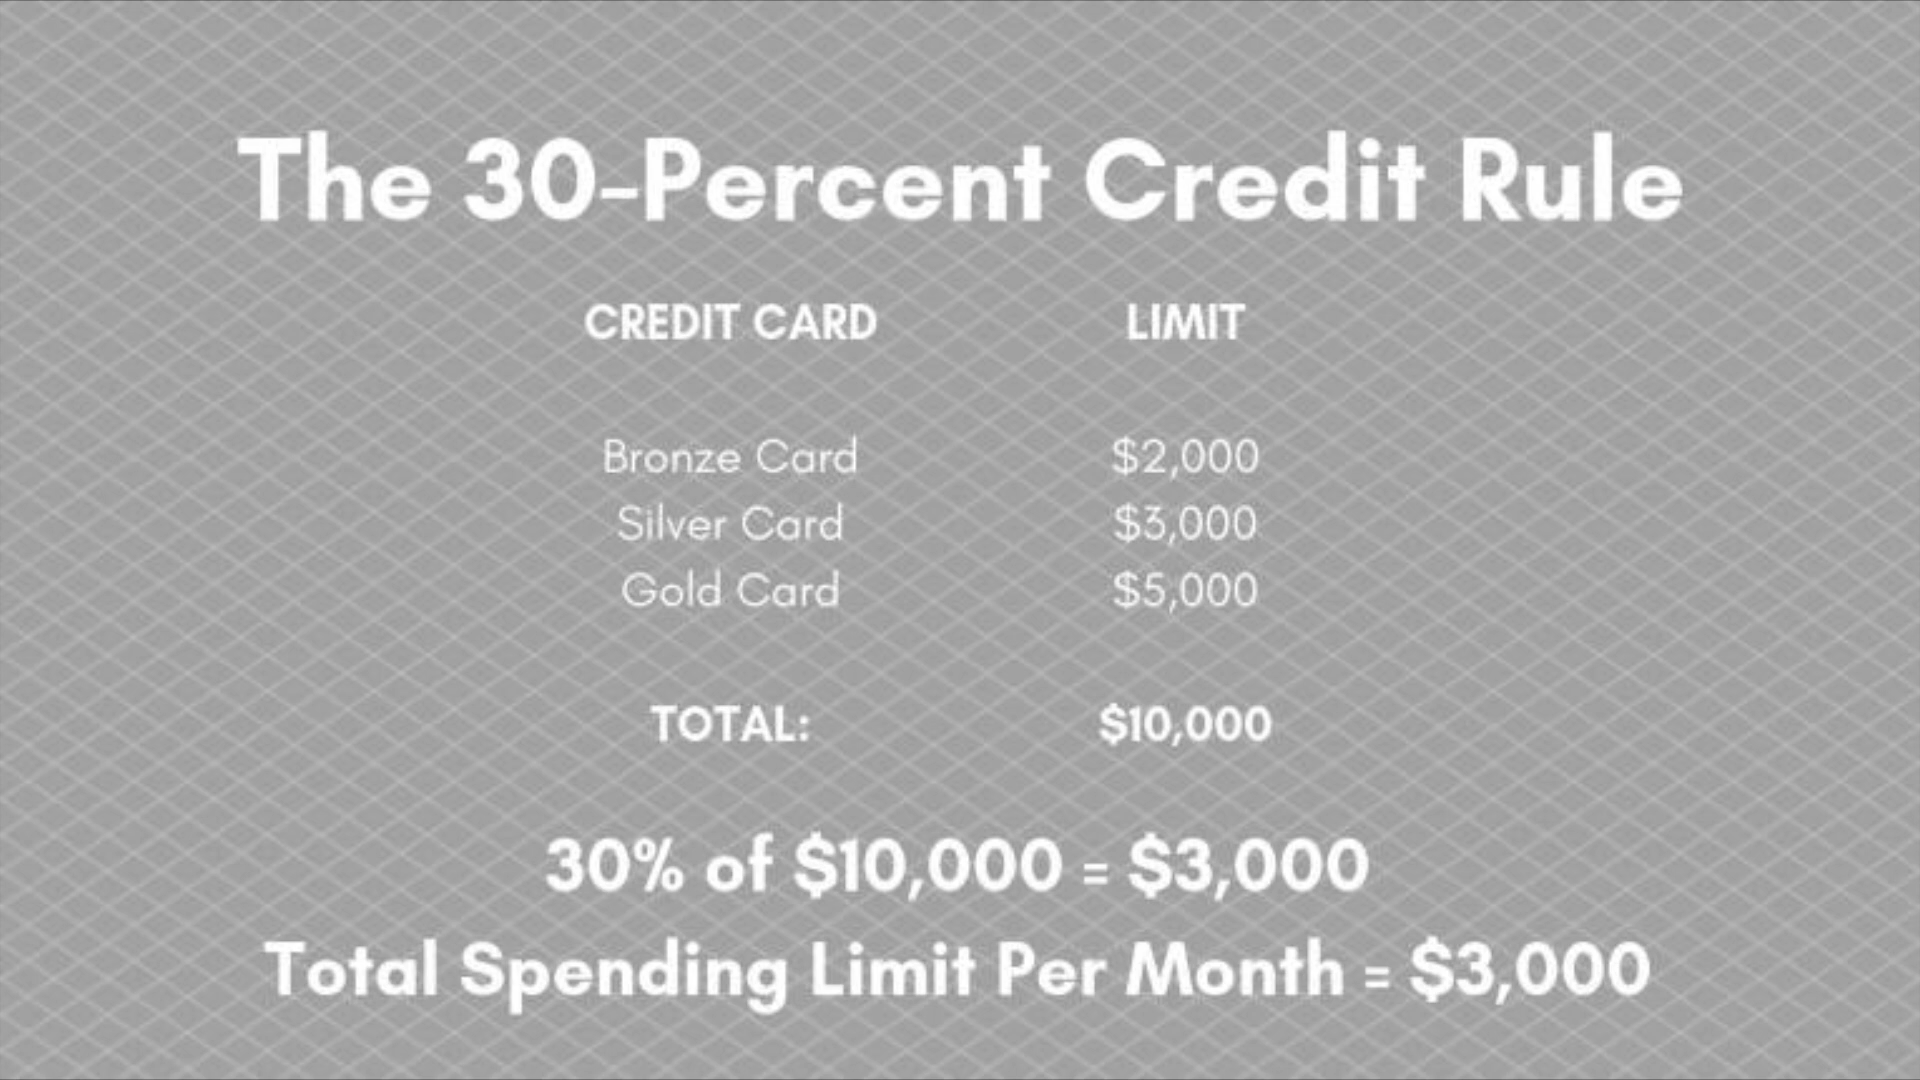 The 30-Percent Credit Rule
CREDIT CARD LIMIT
Bronze Card $2,000
Silver Card $3,000
Gold Card $5,000
TOTAL: $10,000
30% of $10,000 = $3,000
Total Spending Limit Per Month = $3,000